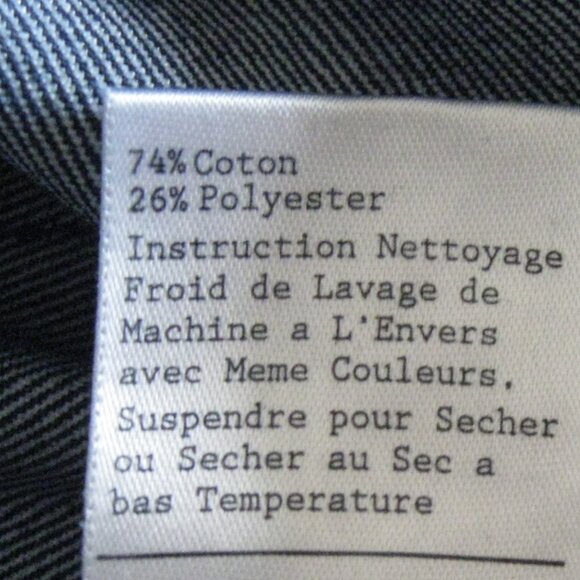 74% Coton
26% Polyester
Instruction Nettoyage
Froid de Lavage de
Machine a L'Envers
avec Meme Couleurs.
Suspendre pour Secher
ou Secher au Sec a
bas Temperature